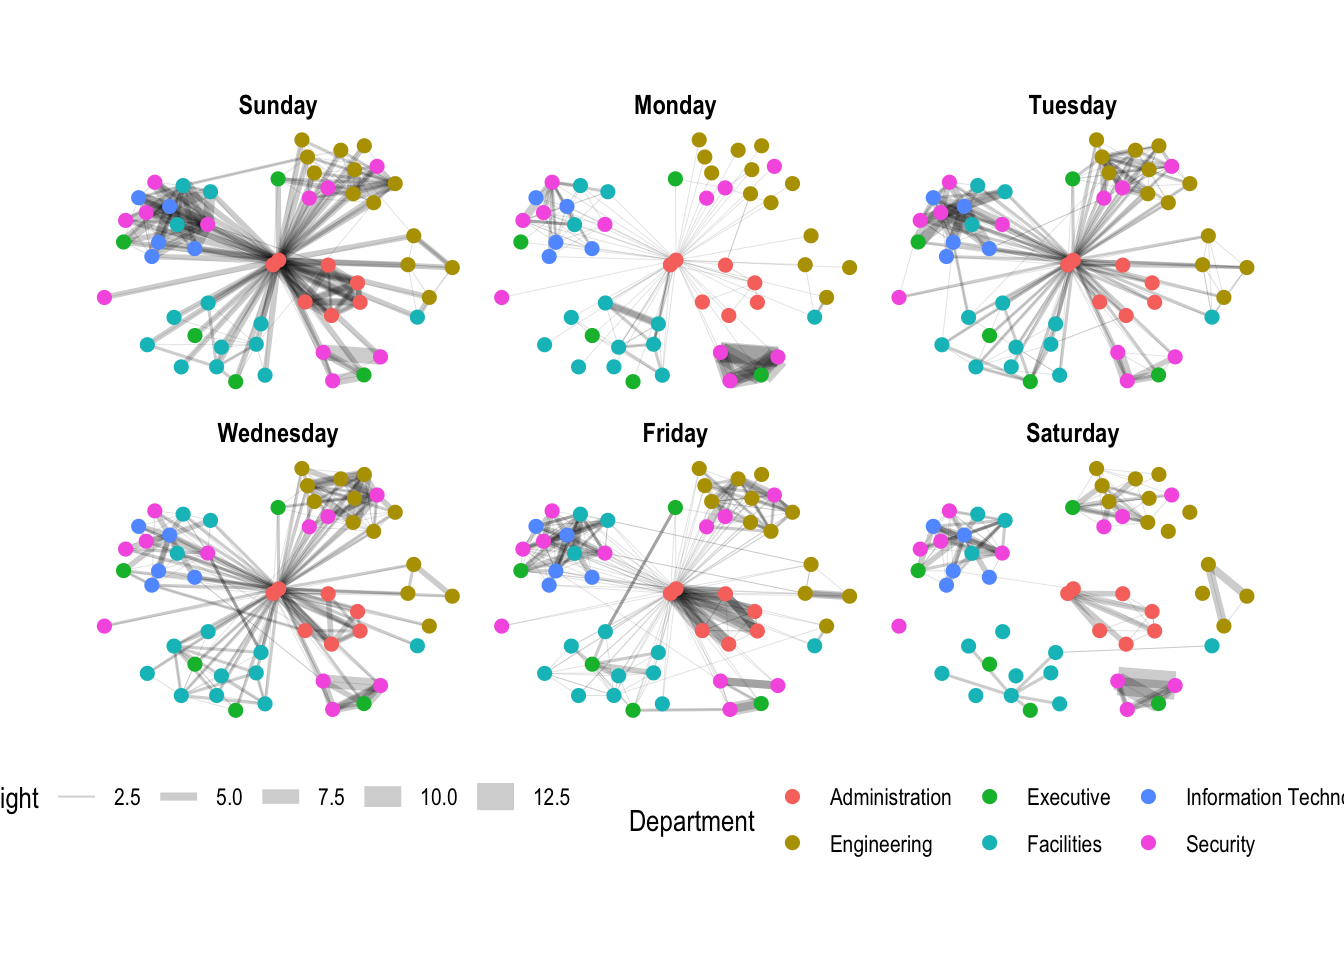 Sunday
Monday
Tuesday
Wednesday
Friday
Saturday
ight
2.5
5.0
7.5
10.0
12.5
Department
Administration
Executive
Information Techn
Engineering
Facilities
Security